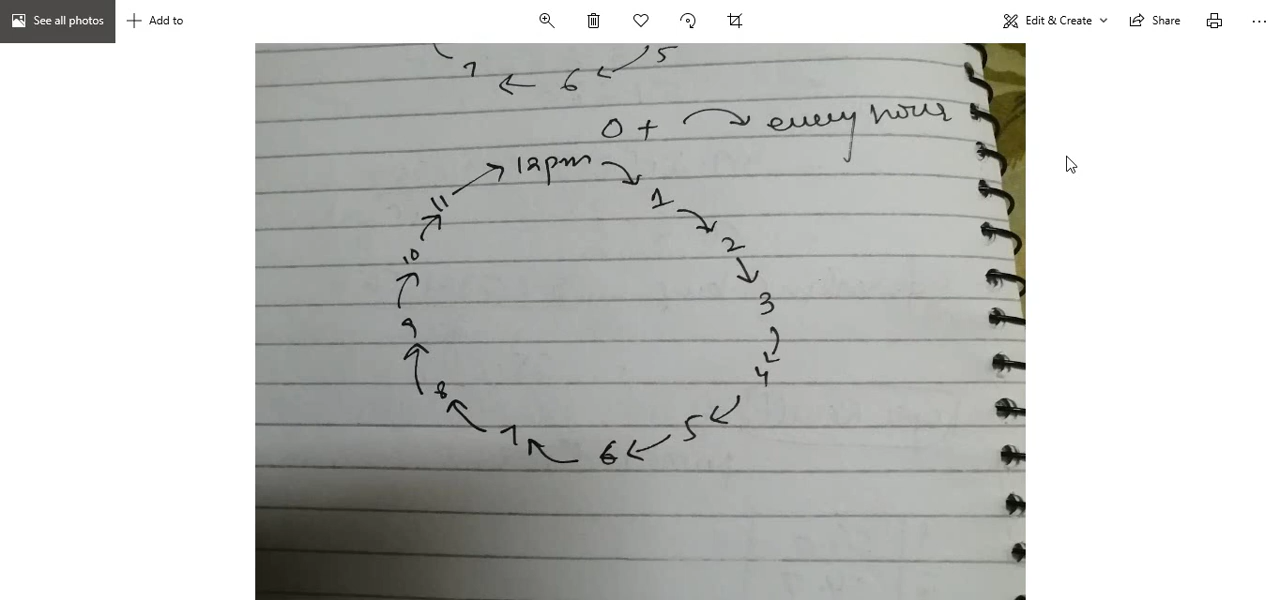 See all photos
Add to
Edit & Create
Share
7 ← 6 ← 5
0 + → every hour
12pm
1
2
3
4
5
6
7
8
9
10
11